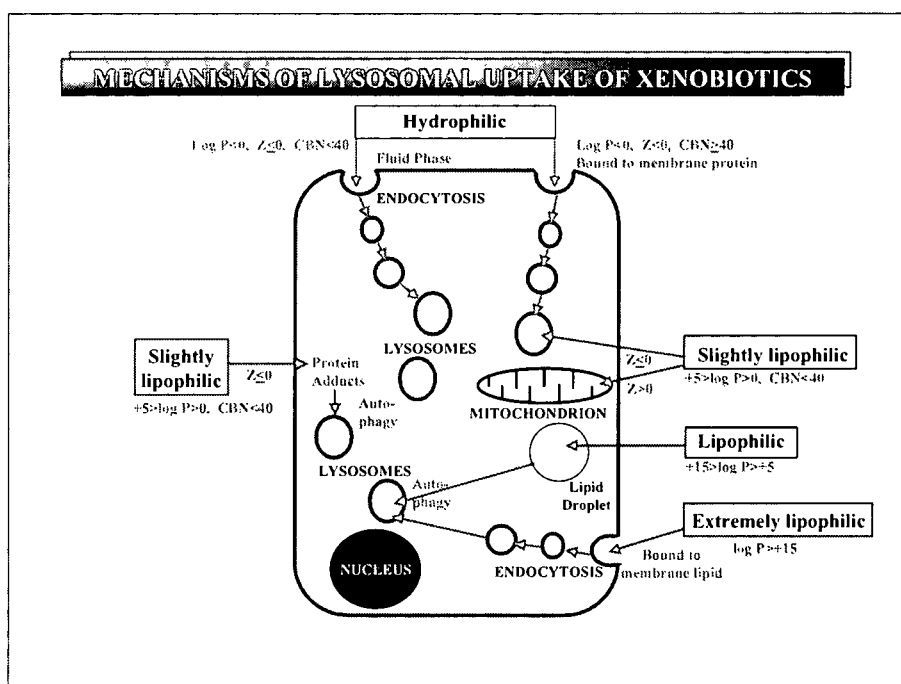 MECHANISMS OF LYSOSOMAL UPTAKE OF XENOBIOTICS
Hydrophilic
Log P<0, Z≤0, CBN<40
Log P<0, Z<0, CBN≥40
Bound to membrane protein
Fluid Phase
ENDOCYTOSIS
LYSOSOMES
Slightly
lipophilic
Z≤0
+5>log P>0, CBN<40
Protein
Adducts
Auto-
phagy
LYSOSOMES
Z≤0
Z>0
Slightly lipophilic
+5>log P>0, CBN<40
MITOCHONDRION
Lipophilic
+15>log P>+5
Lipid
Droplet
Auto-
phagy
Extremely lipophilic
log P>+15
Bound to
membrane lipid
ENDOCYTOSIS
NUCLEUS